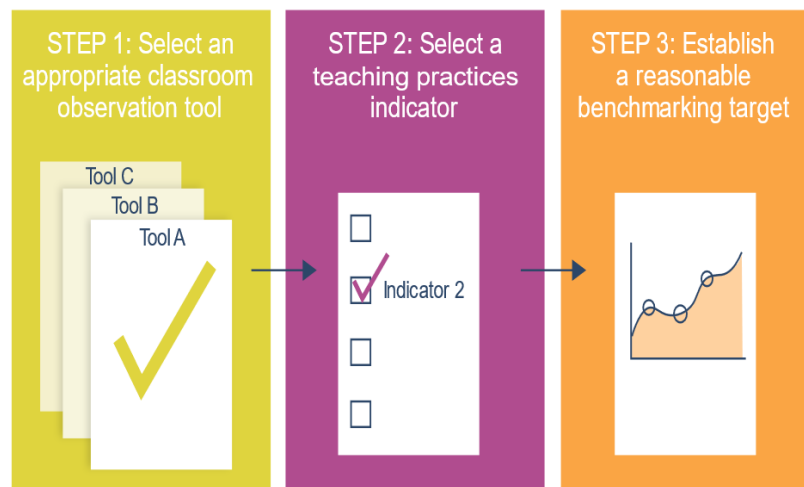 STEP 1: Select an
appropriate classroom
observation tool
Tool C
Tool B
Tool A
STEP 2: Select a
teaching practices
indicator
Indicator 2
STEP 3: Establish
a reasonable
benchmarking target